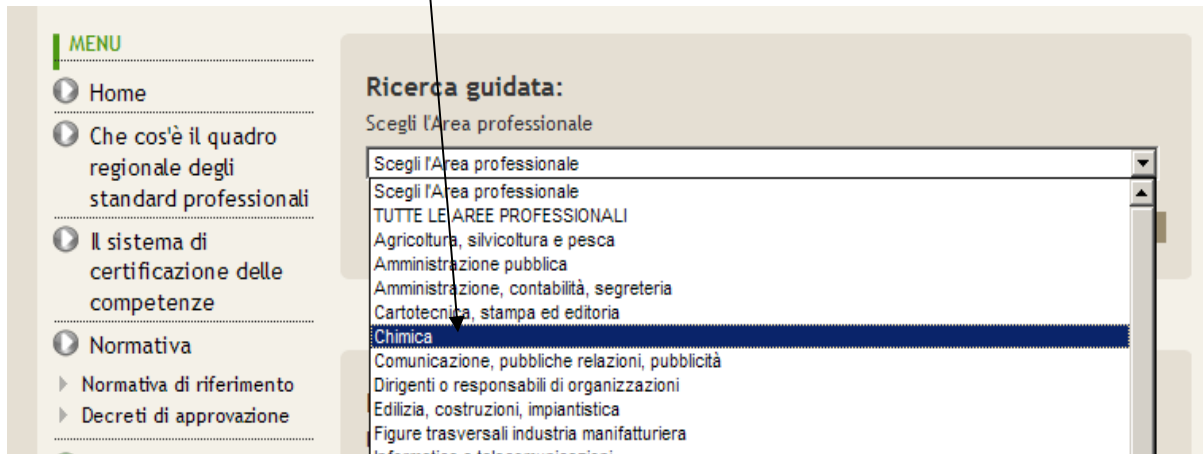 MENU
Home
Che cos'è il quadro
regionale degli
standard professionali
Il sistema di
certificazione delle
competenze
Normativa
Normativa di riferimento
Decreti di approvazione
Ricerca guidata:
Scegli l'Area professionale
Scegli l'Area professionale
Scegli l'Area professionale
TUTTE LE AREE PROFESSIONALI
Agricoltura, silvicoltura e pesca
Amministrazione pubblica
Amministrazione, contabilità, segreteria
Cartotecnica, stampa ed editoria
Chimica
Comunicazione, pubbliche relazioni, pubblicità
Dirigenti o responsabili di organizzazioni
Edilizia, costruzioni, impiantistica
Figure trasversali industria manifatturiera